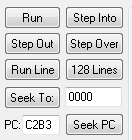 Run Step Into
Step Out Step Over
Run Line 128 Lines
Seek To: 0000
PC: C2B3 Seek PC